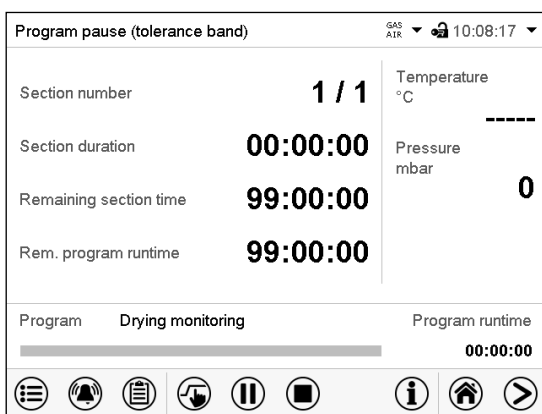 Program pause (tolerance band)
GAS
AIR
10:08:17
Section number
1 / 1
Section duration
00:00:00
Remaining section time
99:00:00
Rem. program runtime
99:00:00
Temperature
°C
-----
Pressure
mbar
0
Program Drying monitoring
Program runtime
00:00:00